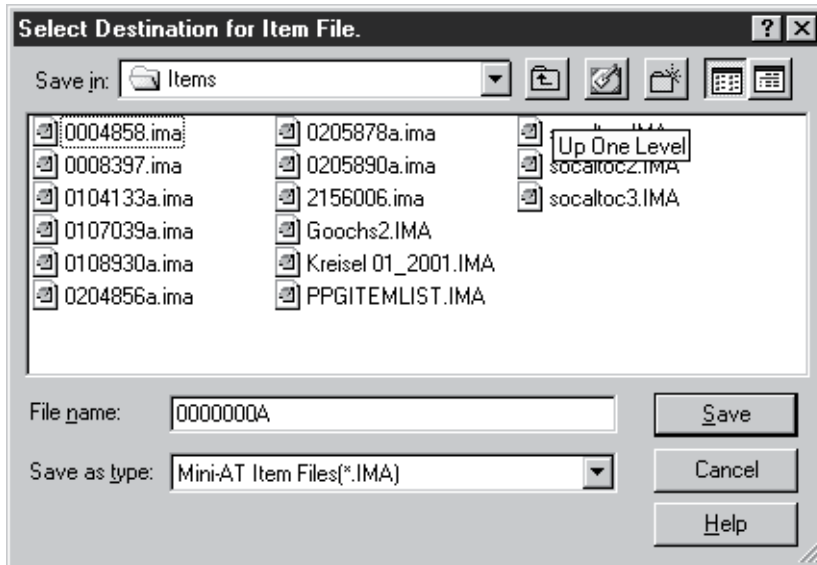 Select Destination for Item File.
Save in: Items
0004858.ima
0008397.ima
0104133a.ima
0107039a.ima
0108930a.ima
0204856a.ima
0205878a.ima
0205890a.ima
2156006.ima
Goochs2.IMA
Kreisel 01_2001.IMA
PPGITEMLIST.IMA
Up One Level
socaltoc2.IMA
socaltoc3.IMA
File name: 0000000A
Save
Save as type: Mini-AT Item Files(*.IMA)
Cancel
Help